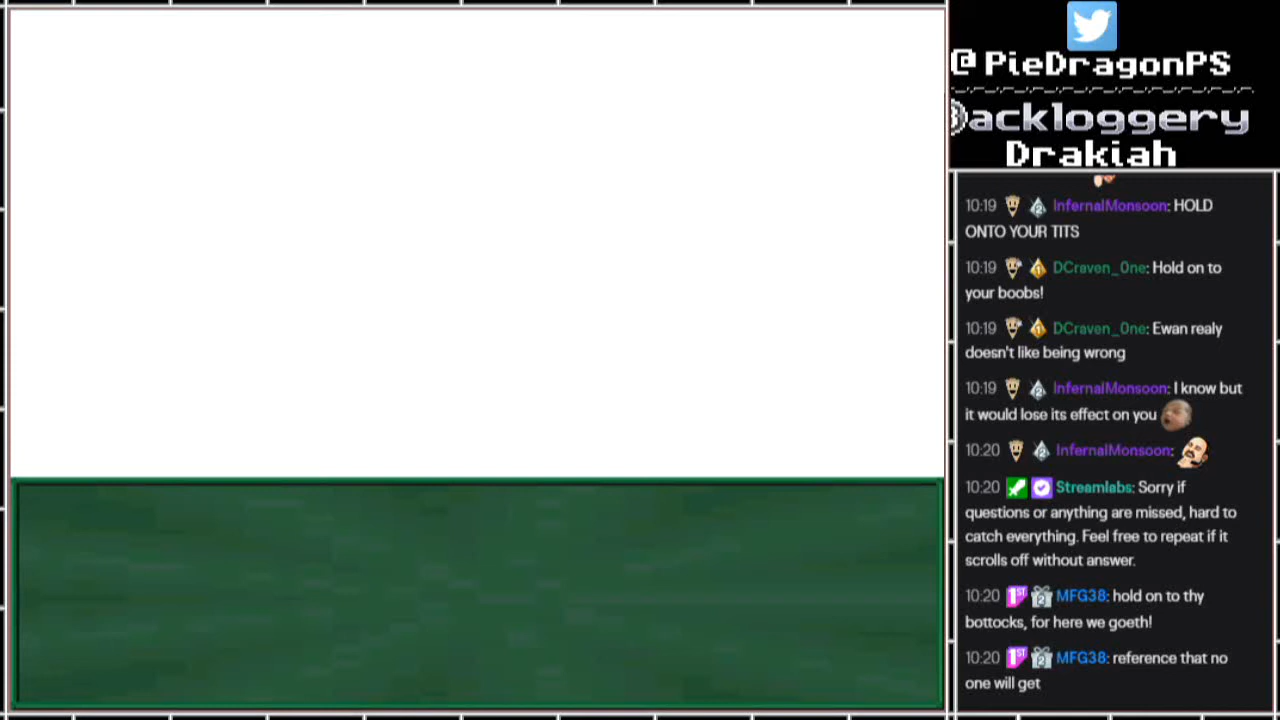 @ PieDragonPS
Backloggery
Drakiah
10:19 InfernalMonsoon: HOLD
ONTO YOUR TITS
10:19 DCraven_One: Hold on to
your boobs!
10:19 DCraven_One: Ewan realy
doesn't like being wrong
10:19 InfernalMonsoon: I know but
it would lose its effect on you
10:20 InfernalMonsoon:
10:20 Streamlabs: Sorry if
questions or anything are missed, hard to
catch everything. Feel free to repeat if it
scrolls off without answer.
10:20 MFG38: hold on to thy
bottocks, for here we goeth!
10:20 MFG38: reference that no
one will get